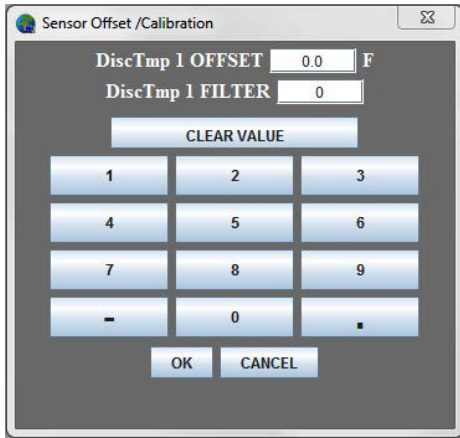 Sensor Offset /Calibration
DiscTmp 1 OFFSET 0.0 F
DiscTmp 1 FILTER 0
CLEAR VALUE
1 2 3
4 5 6
7 8 9
- 0 .
OK CANCEL